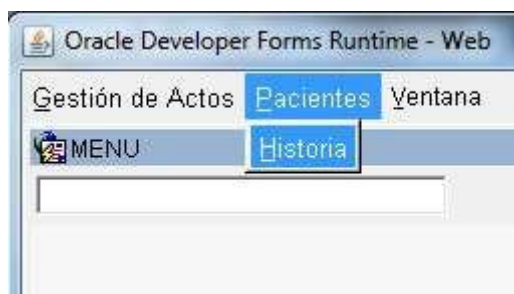 Oracle Developer Forms Runtime - Web
Gestión de Actos Pacientes Ventana
MENU Historia